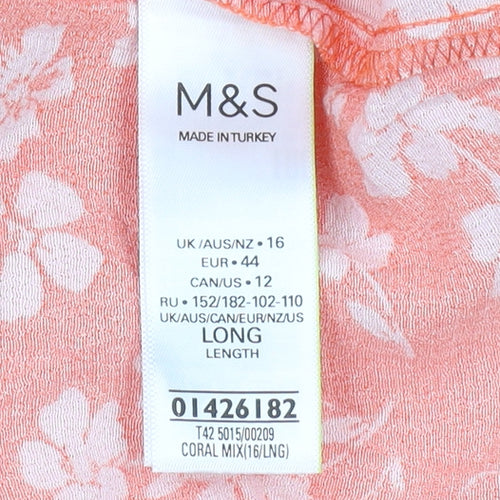 M&S
MADE IN TURKEY
UK/AUS/NZ • 16
EUR • 44
CAN/US • 12
RU • 152/182-102-110
UK/AUS/CAN/EUR/NZ/US
LONG
LENGTH
01426182
T42 5015/00209
CORAL MIX(16/LNG)